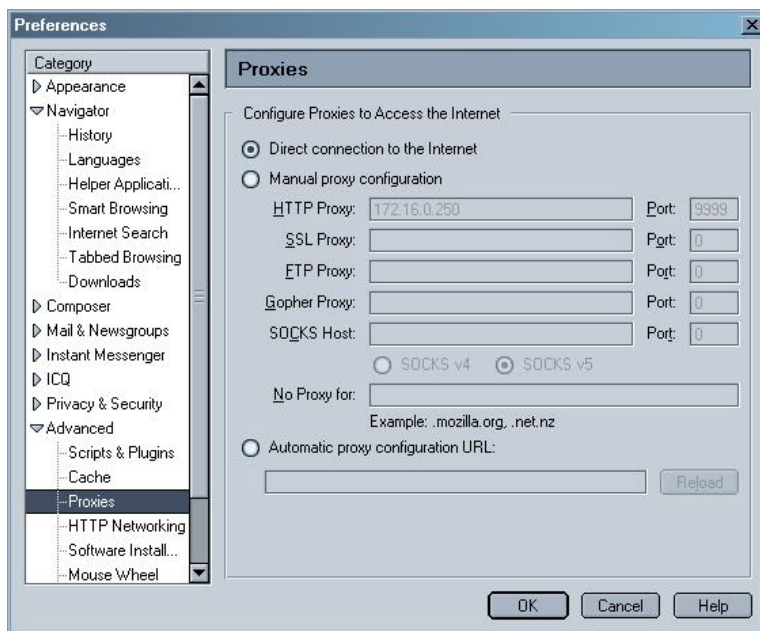 Preferences
Category
Appearance
Navigator
History
Languages
Helper Applicati...
Smart Browsing
Internet Search
Tabbed Browsing
Downloads
Composer
Mail & Newsgroups
Instant Messenger
ICQ
Privacy & Security
Advanced
Scripts & Plugins
Cache
Proxies
HTTP Networking
Software Install...
Mouse Wheel
Proxies
Configure Proxies to Access the Internet
Direct connection to the Internet
Manual proxy configuration
HTTP Proxy: 172.16.0.250 Port: 9999
SSL Proxy: Port: 0
FTP Proxy: Port: 0
Gopher Proxy: Port: 0
SOCKS Host: Port: 0
SOCKS v4 SOCKS v5
No Proxy for:
Example: .mozilla.org, .net.nz
Automatic proxy configuration URL:
Reload
OK Cancel Help